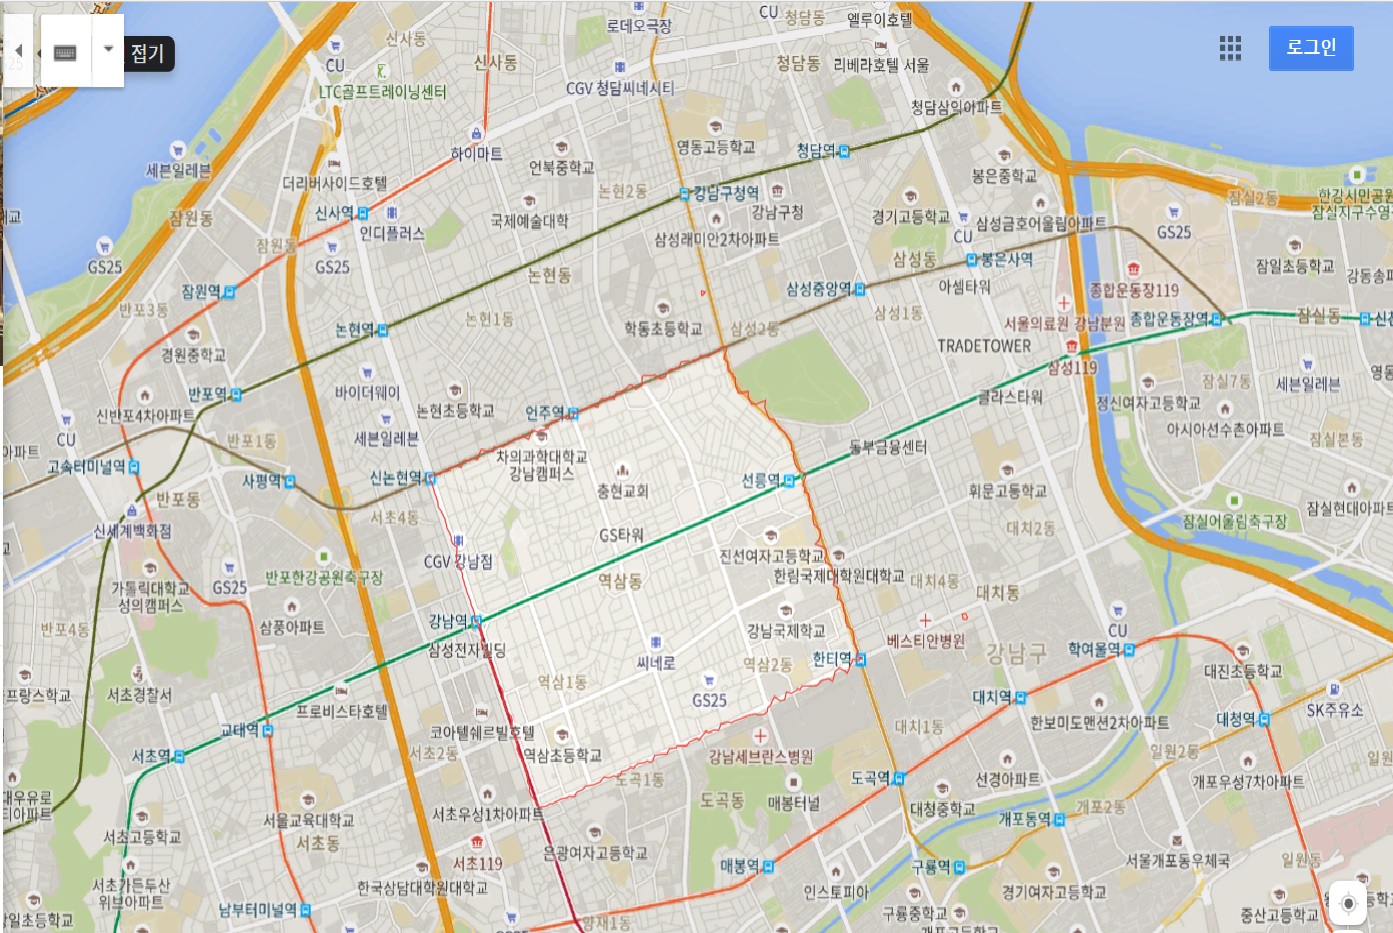 접기
로그인
로데오극장
CU
청담동
엘루이호텔
신사동
CU
신사동
청담동
리베라호텔 서울
LTC골프트레이닝센터
CGV 청담씨네시티
청담삼익아파트
하이마트
언북중학교
영동고등학교
청담역
봉은중학교
세븐일레븐
더리버사이드호텔
논현2동
강남구청역
한강시민공원
잠실지구수영
잠실2동
잠원동
신사역
인디플러스
국제예술대학
강남구청
경기고등학교
CU
삼성금호어울림아파트
GS25
잠원동
GS25
GS25
삼성래미안2차아파트
삼성동
봉은사역
잠일초등학교
강동송파
잠원역
논현동
삼성중앙역
아셈타워
종합운동장119
반포3동
논현역
논현1동
학동초등학교
삼성2동
삼성1동
서울의료원 강남분원
종합운동장역
잠실동
경원중학교
TRADETOWER
삼성119
바이더웨이
반포역
잠실7동
세븐일레븐
신반포4차아파트
논현초등학교
언주역
글라스타워
정신여자고등학교
CU
세븐일레븐
반포1동
아시아선수촌아파트
잠실본동
고속터미널역
사평역
신논현역
차의과학대학교
강남캠퍼스
충현교회
선릉역
동부금융센터
휘문고등학교
반포동
서초4동
신세계백화점
GS타워
대치2동
잠실어울림축구장
잠실현대아파트
CGV 강남점
진선여자고등학교
한림국제대학원대학교
가톨릭대학교
성의캠퍼스
GS25
반포한강공원축구장
역삼동
대치4동
대치동
반포4동
삼풍아파트
강남역
강남국제학교
베스티안병원
CU
삼성전자빌딩
씨네로
역삼2동
한티역
강남구
학여울역
대진초등학교
프랑스학교
서초경찰서
역삼1동
GS25
대치역
한보미도맨션2차아파트
대청역
SK주유소
프로비스타호텔
교대역
코아텔쉐르빌호텔
대치1동
서초역
서초2동
역삼초등학교
강남세브란스병원
일원2동
도곡1동
도곡역
선경아파트
개포우성7차아파트
도곡동
매봉터널
대청중학교
개포2동
서초고등학교
서울교육대학교
서초우성1차아파트
개포동역
서초동
서초119
은광여자고등학교
매봉역
구룡역
서울개포동우체국
일원동
서초가든두산
위브아파트
한국상담대학원대학교
인스토피아
경기여자고등학교
남부터미널역
양재1동
구룡중학교
중산고등학교